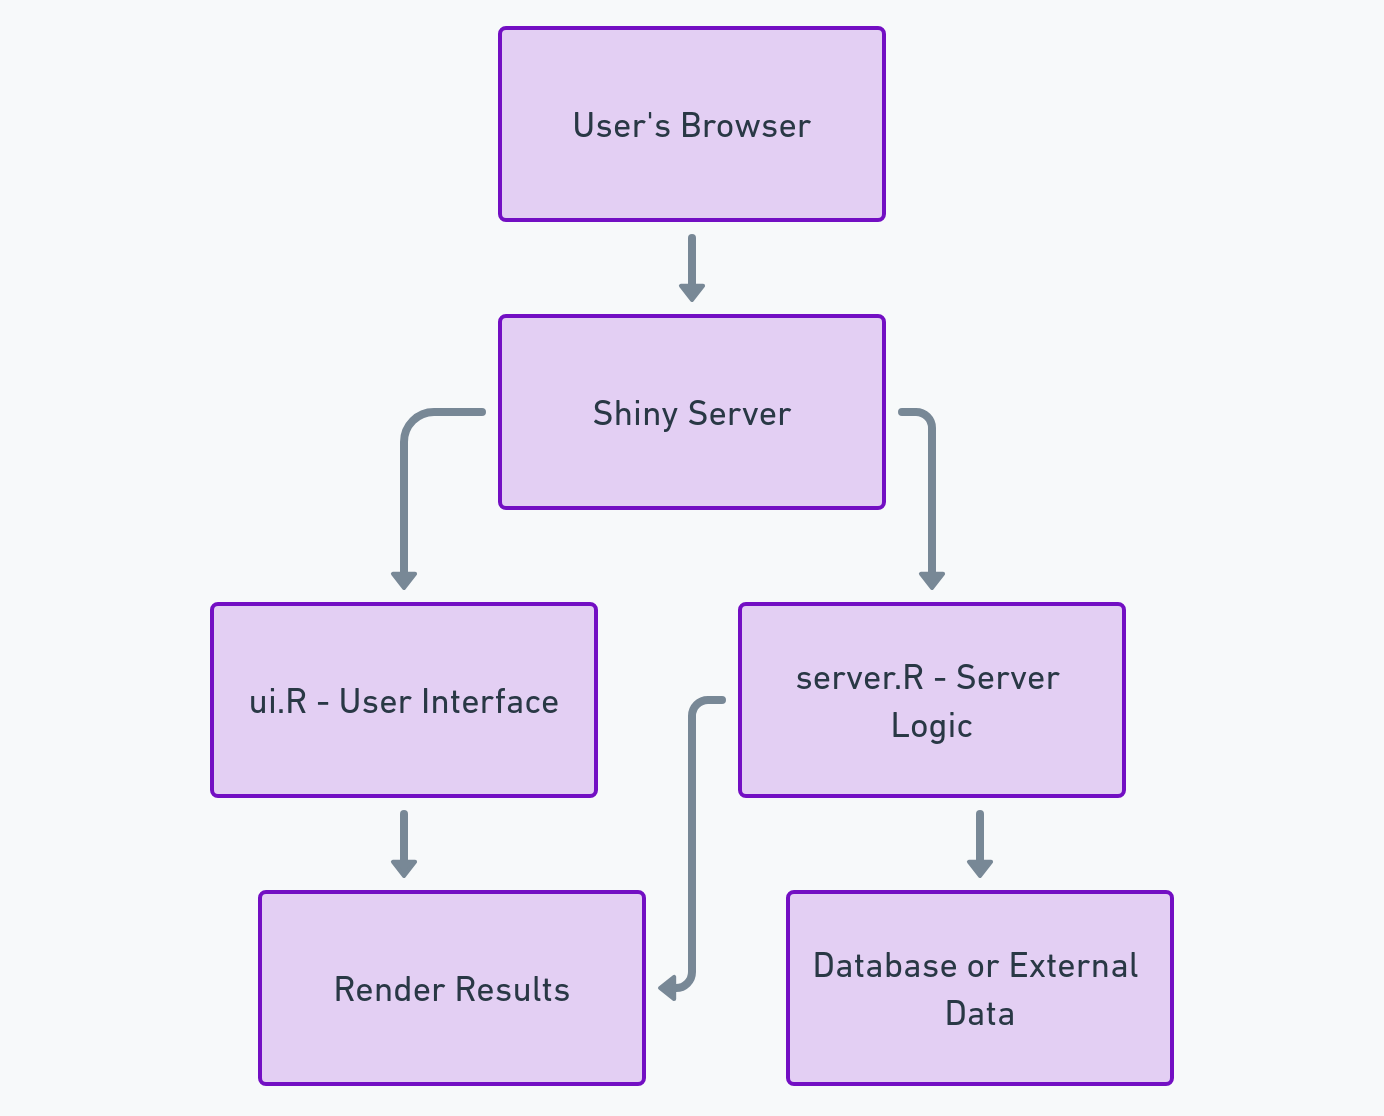 User's Browser
Shiny Server
ui.R - User Interface
server.R - Server
Logic
Render Results
Database or External
Data